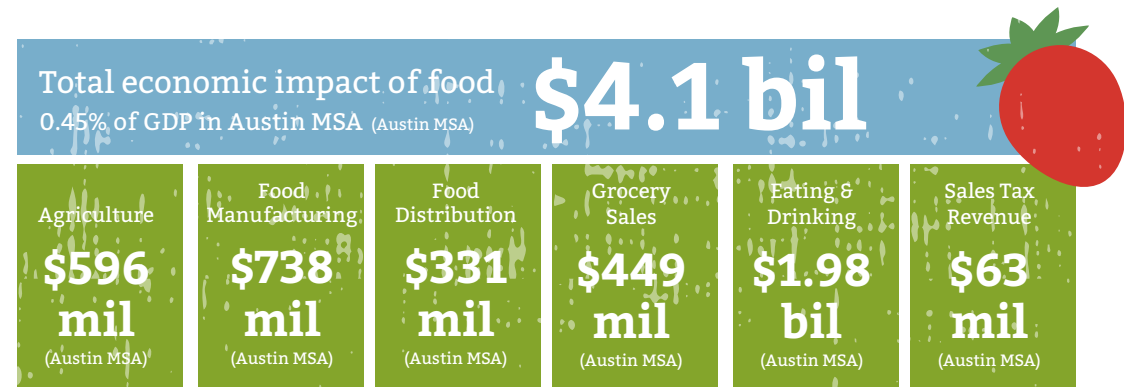 Total economic impact of food
$4.1 bil
0.45% of GDP in Austin MSA (Austin MSA)
Agriculture
$596
mil
(Austin MSA)
Food
Manufacturing
$738
mil
(Austin MSA)
Food
Distribution
$331
mil
(Austin MSA)
Grocery
Sales
$449
mil
(Austin MSA)
Eating &
Drinking
$1.98
bil
(Austin MSA)
Sales Tax
Revenue
$63
mil
(Austin MSA)